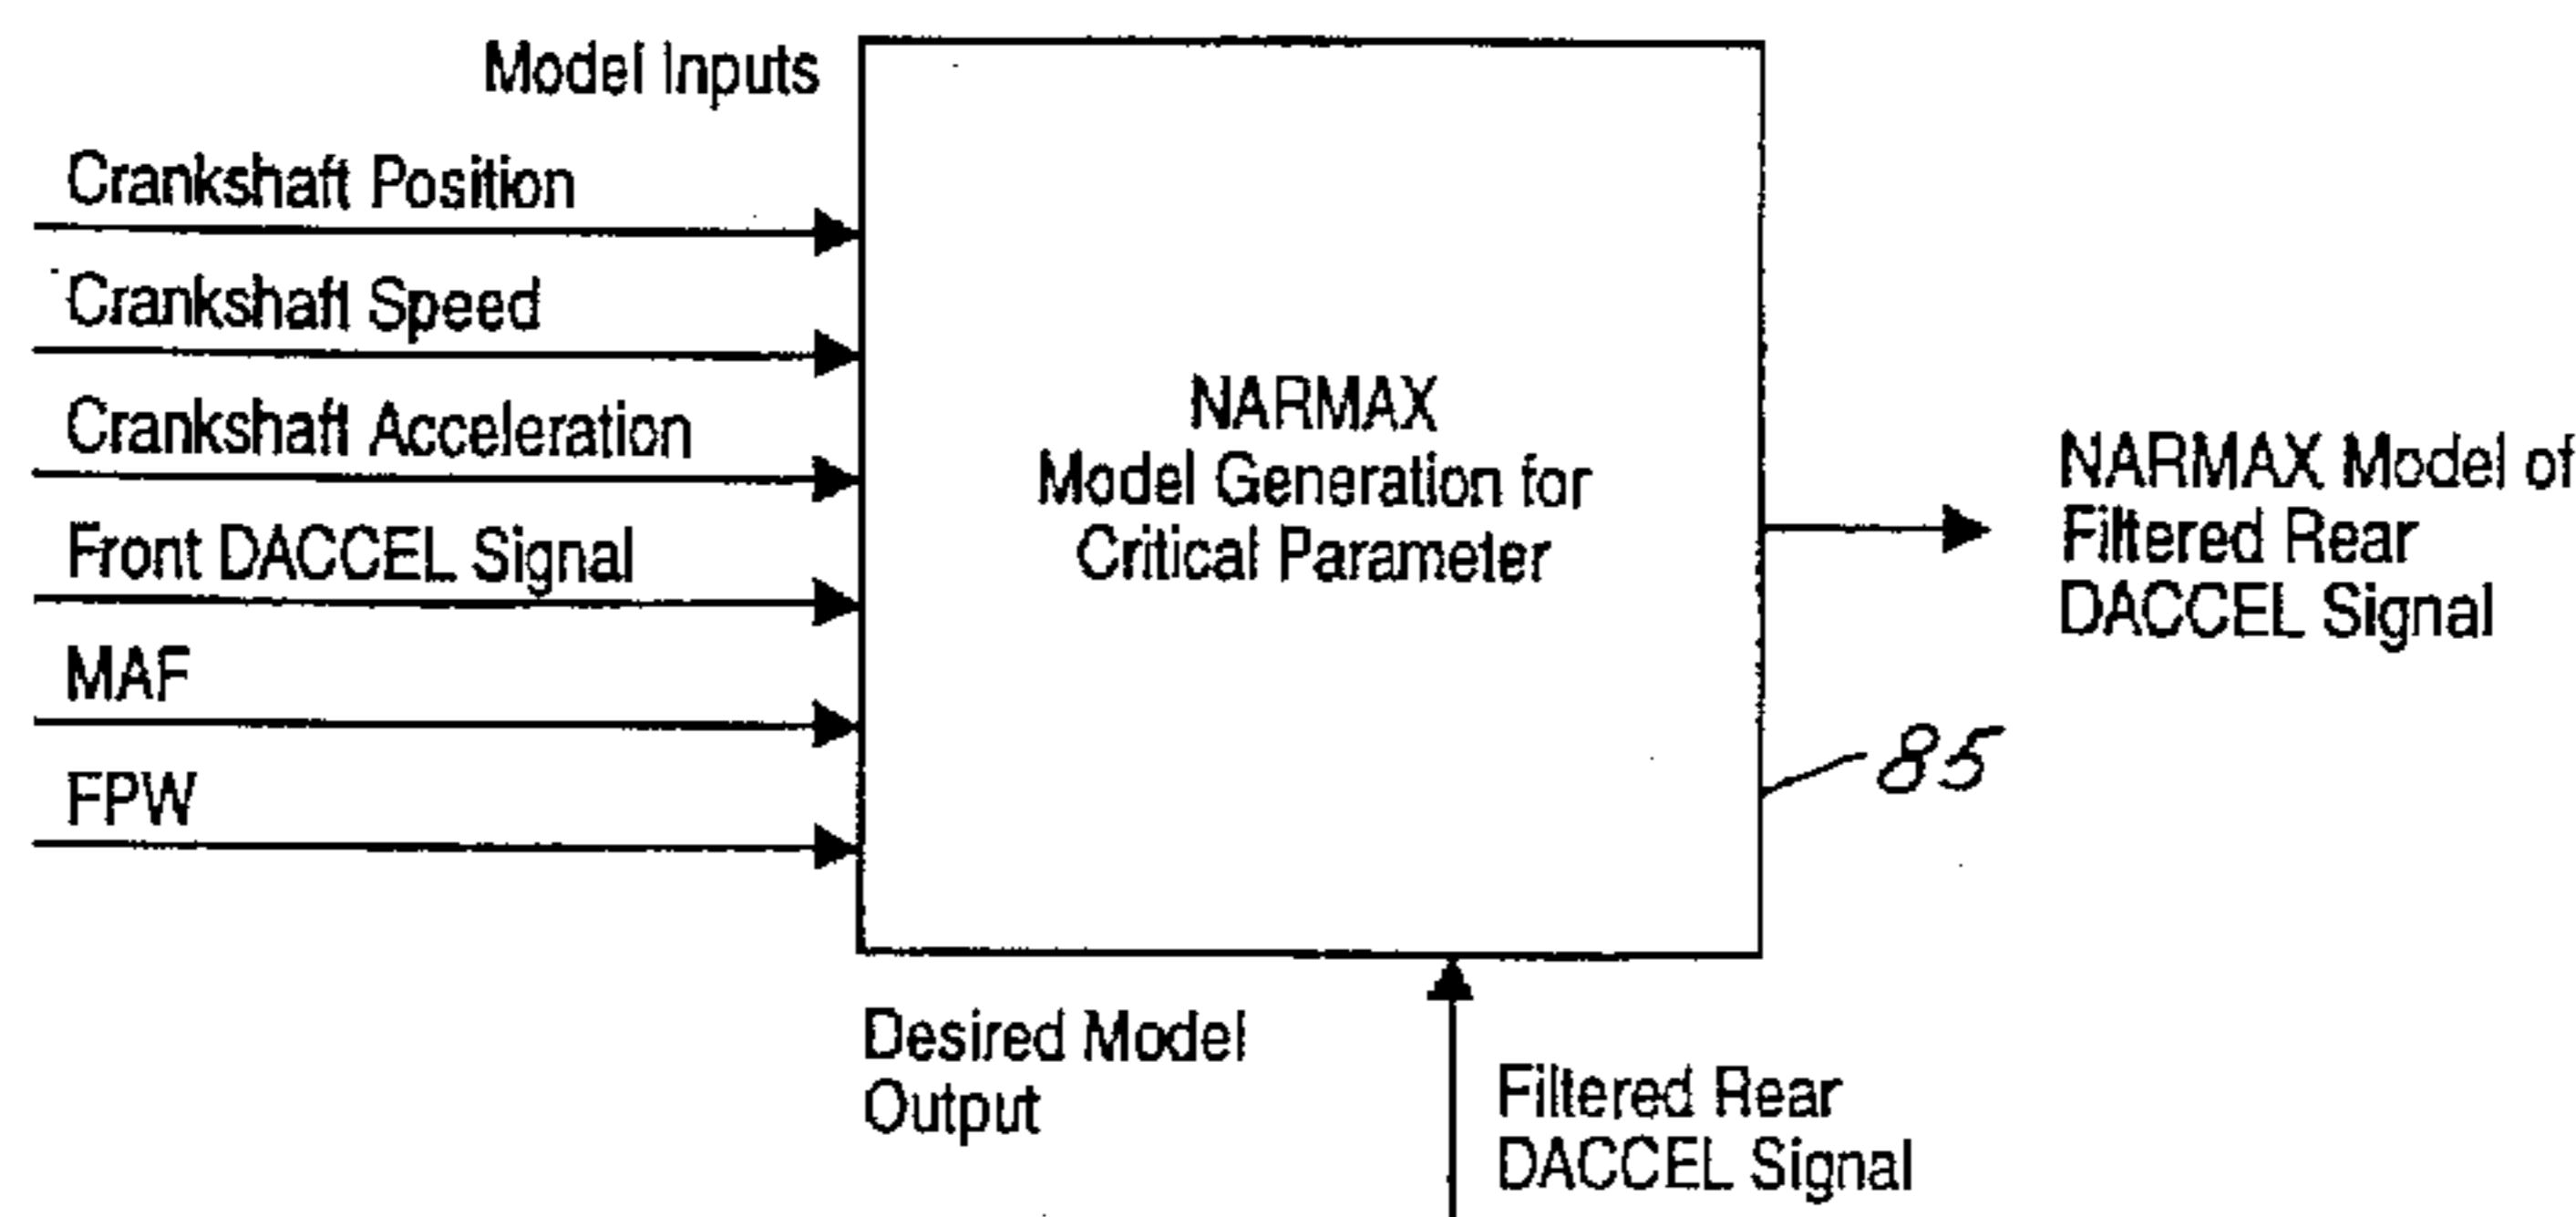 Model Inputs
Crankshaft Position
Crankshaft Speed
Crankshaft Acceleration
Front DACCEL Signal
MAF
FPW
NARMAX
Model Generation for
Critical Parameter
NARMAX Model of
Filtered Rear
DACCEL Signal
85
Desired Model
Output
Filtered Rear
DACCEL Signal